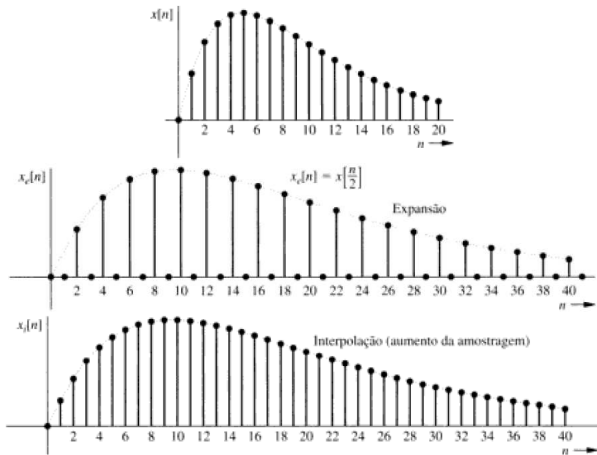 x[n]
2 4 6 8 10 12 14 16 18 20
n
xₑ[n]
xₑ[n] = x[n/2]
Expansão
2 4 6 8 10 12 14 16 18 20 22 24 26 28 30 32 34 36 38 40
n
xᵢ[n]
Interpolação (aumento da amostragem)
2 4 6 8 10 12 14 16 18 20 22 24 26 28 30 32 34 36 38 40
n